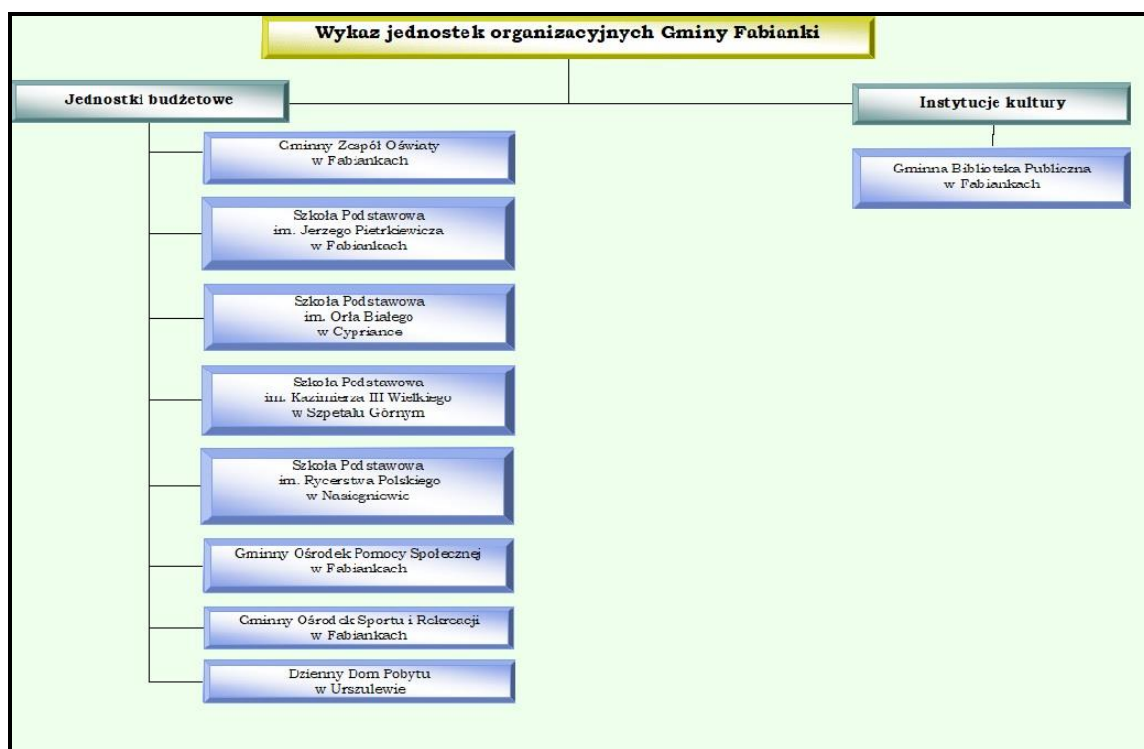 Wykaz jednostek organizacyjnych Gminy Fabianki
Jednostki budżetowe
Gminny Zespół Oświaty
w Fabiankach
Szkoła Podstawowa
im. Jerzego Pietrkiewicza
w Fabiankach
Szkoła Podstawowa
im. Orła Białego
w Cypriance
Szkoła Podstawowa
im. Kazimierza III Wielkiego
w Szpetalu Górnym
Szkoła Podstawowa
im. Rycerstwa Polskiego
w Nasiegniewie
Gminny Ośrodek Pomocy Społecznej
w Fabiankach
Gminny Ośrodek Sportu i Rekreacji
w Fabiankach
Dzienny Dom Pobytu
w Urszulewie
Instytucje kultury
Gminna Biblioteka Publiczna
w Fabiankach